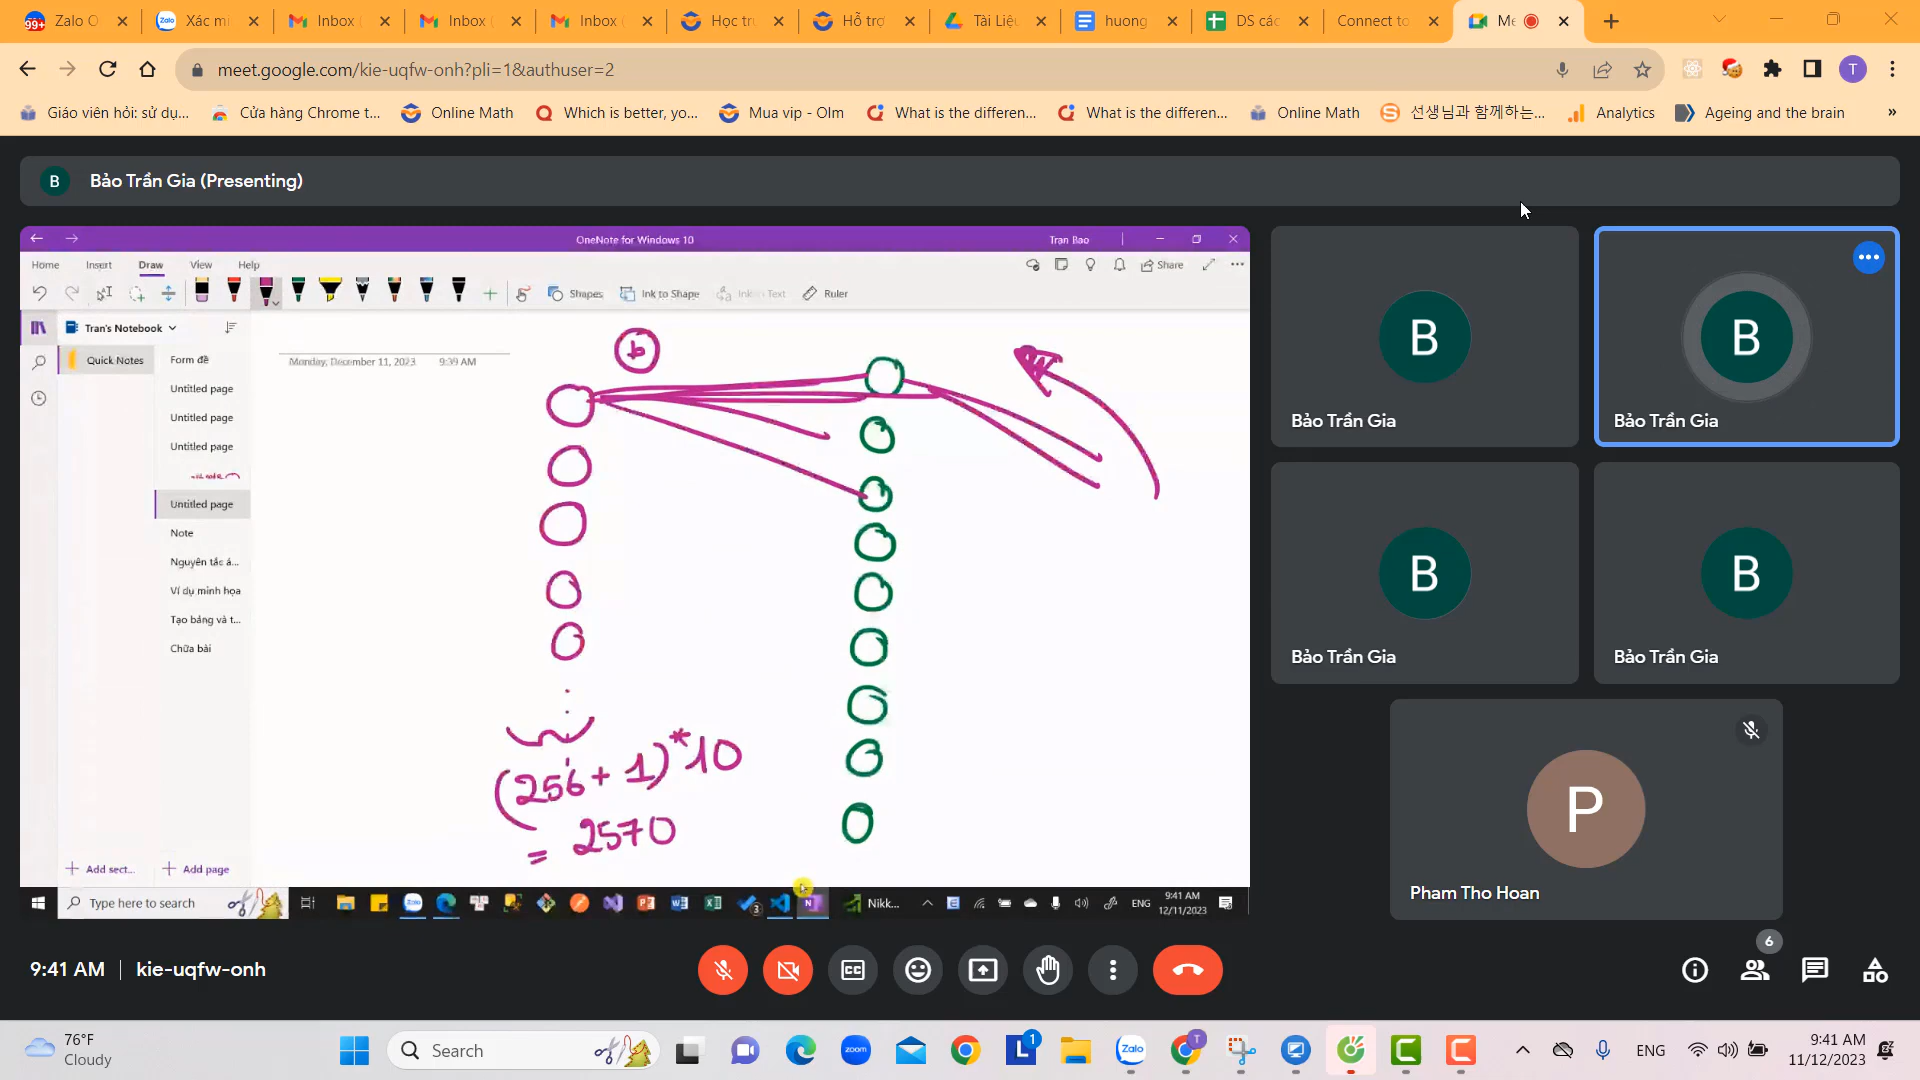 Zalo O
Xác mi
Inbox (
Inbox (
Inbox (
Học tr
Hỗ trợ
Tài Liệu
huong
DS các
Connect to
Me
meet.google.com/kie-uqfw-onh?pli=1&authuser=2
T
Giáo viên hỏi: sử dụ...
Cửa hàng Chrome t...
Online Math
Which is better, yo...
Mua vip - Olm
What is the differen...
What is the differen...
Online Math
선생님과 함께하는...
Analytics
Ageing and the brain
B
Bảo Trần Gia (Presenting)
OneNote for Windows 10
Tran Bao
Home
Insert
Draw
View
Help
Share
Shapes
Ink to Shape
Ink to Text
Ruler
Tran's Notebook
Quick Notes
Form đề
Untitled page
Untitled page
Untitled page
Untitled page
Note
Nguyên tắc á...
Ví dụ minh họa
Tạo bảng và t...
Chữa bài
Add sect...
Add page
Monday, December 11, 2023
9:39 AM
b
(256 + 1) * 10
= 2570
Type here to search
Nikk...
ENG
9:41 AM
12/11/2023
B
Bảo Trần Gia
B
Bảo Trần Gia
B
Bảo Trần Gia
B
Bảo Trần Gia
P
Pham Tho Hoan
9:41 AM
kie-uqfw-onh
6
76°F
Cloudy
Search
zoom
L
1
Zalo
T
ENG
9:41 AM
11/12/2023